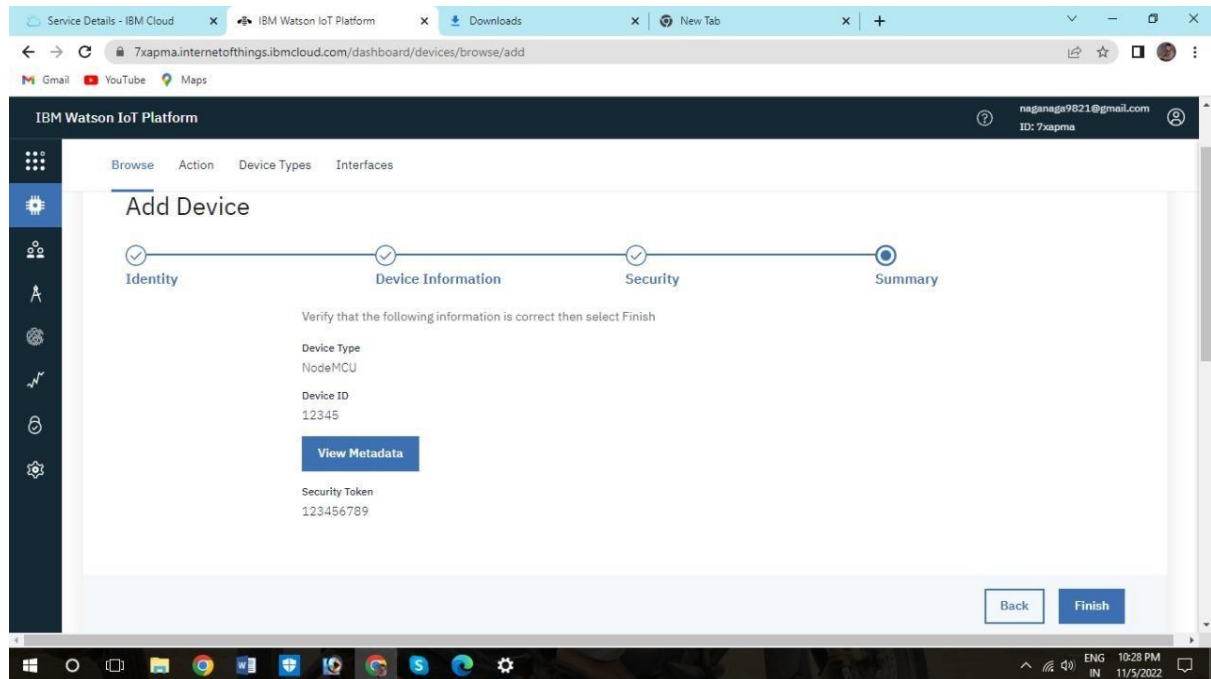 Service Details - IBM Cloud
IBM Watson IoT Platform
Downloads
New Tab
7xapma.internetofthings.ibmcloud.com/dashboard/devices/browse/add
Gmail YouTube Maps
IBM Watson IoT Platform
naganaga9821@gmail.com
ID: 7xapma
Browse Action Device Types Interfaces
Add Device
Identity Device Information Security Summary
Verify that the following information is correct then select Finish
Device Type
NodeMCU
Device ID
12345
View Metadata
Security Token
123456789
Back Finish
ENG 10:28 PM
IN 11/5/2022